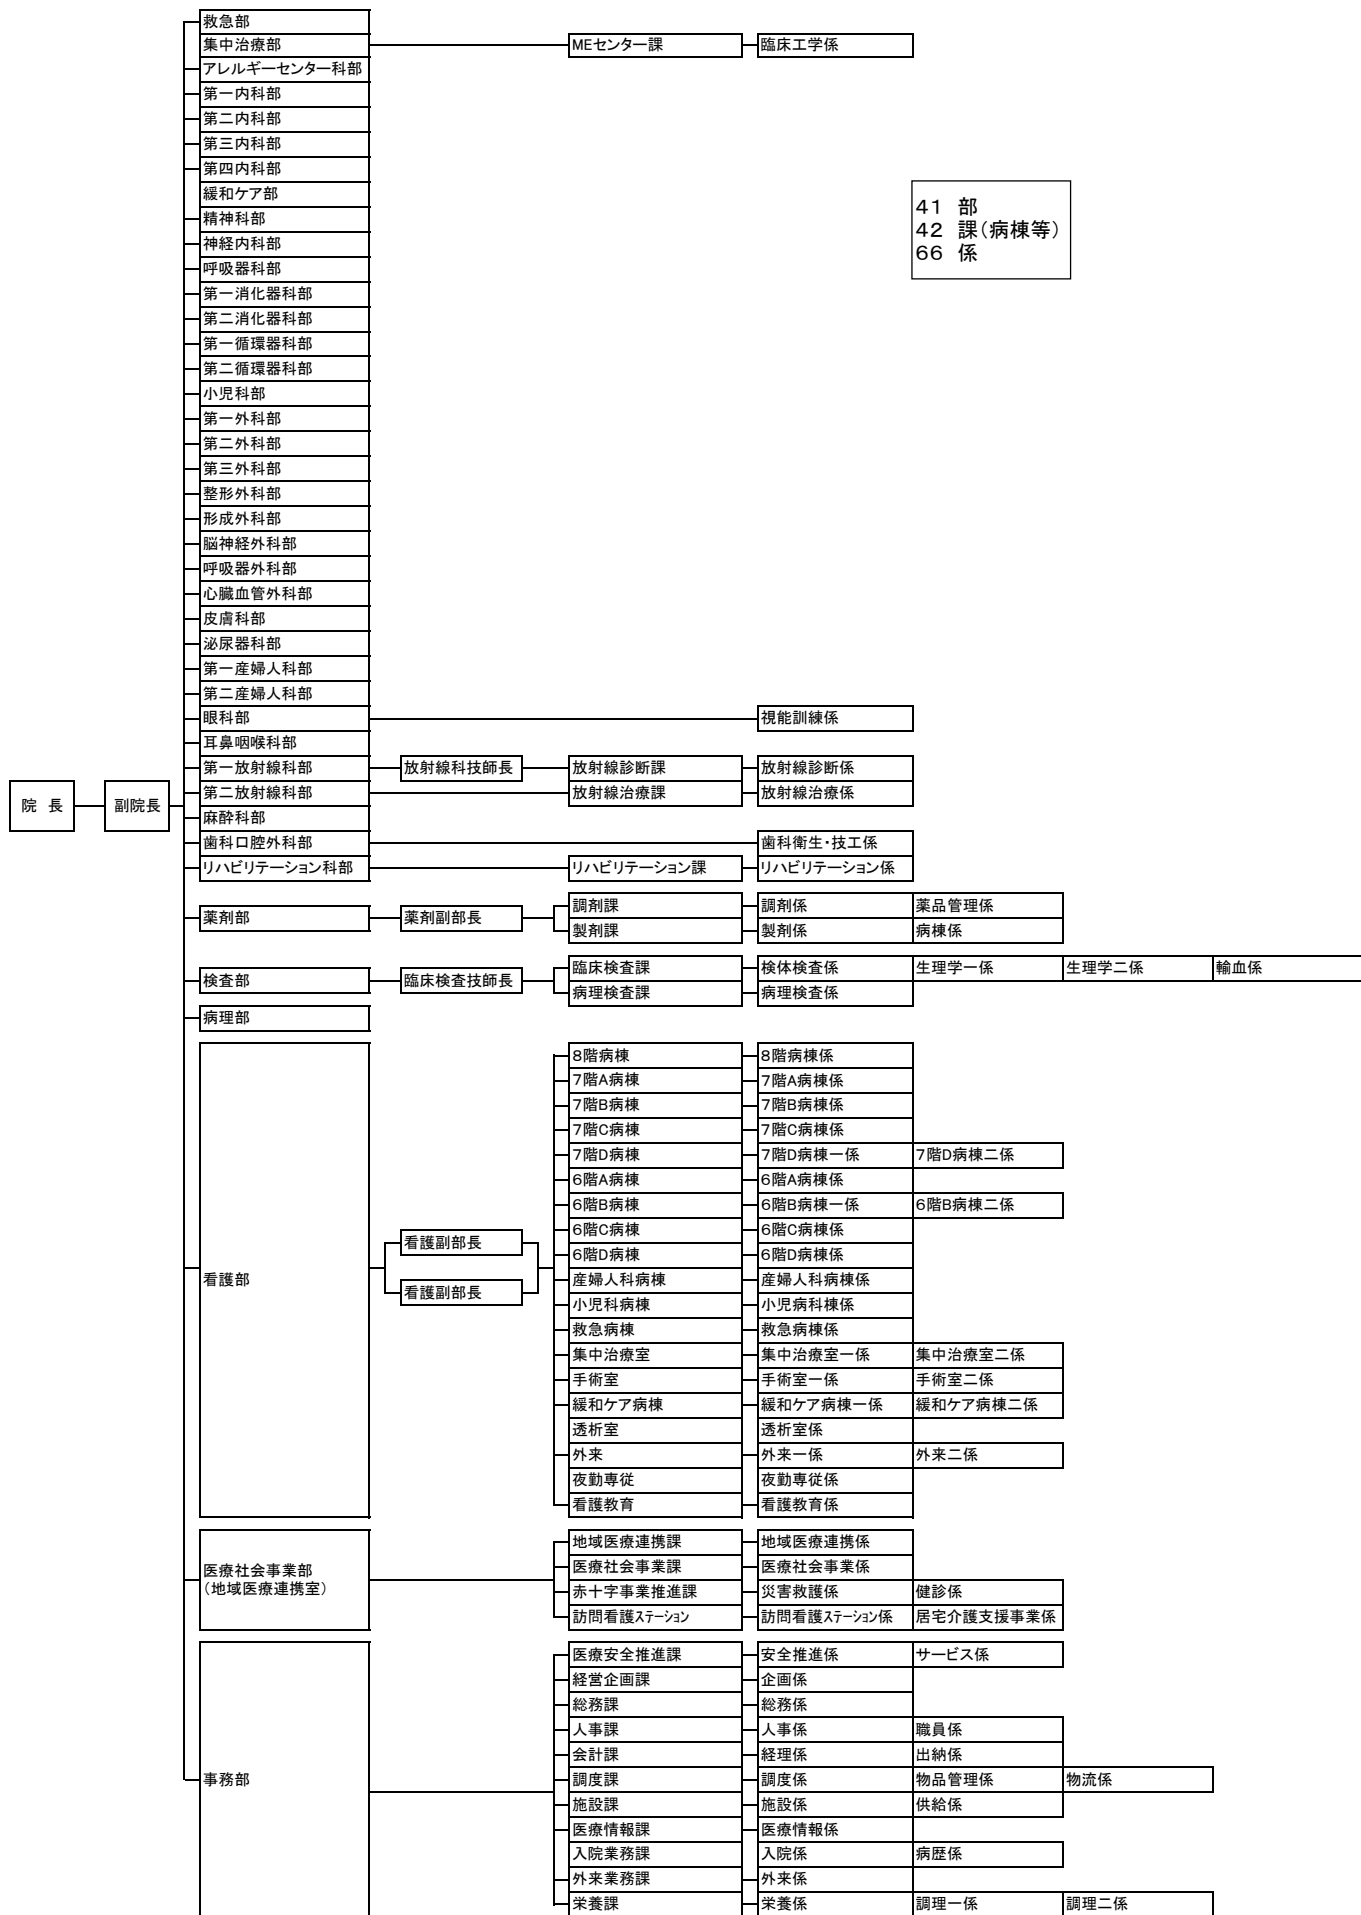 救急部
集中治療部 MEセンター課 臨床工学係
アレルギーセンター科部
第一内科部
第二内科部
第三内科部
第四内科部
緩和ケア部
41 部
精神科部
42 課(病棟等)
神経内科部
66 係
呼吸器科部
第一消化器科部
第二消化器科部
第一循環器科部
第二循環器科部
小児科部
第一外科部
第二外科部
第三外科部
整形外科部
形成外科部
脳神経外科部
呼吸器外科部
心臓血管外科部
皮膚科部
泌尿器科部
第一産婦人科部
第二産婦人科部
眼科部 視能訓練係
耳鼻咽喉科部
第一放射線科部 放射線科技師長 放射線診断課 放射線診断係
第二放射線科部 放射線治療課 放射線治療係
院 長 副院長
麻酔科部
歯科口腔外科部 歯科衛生・技工係
リハビリテーション科部 リハビリテーション課 リハビリテーション係
調剤課 調剤係 薬品管理係
薬剤部 薬剤副部長
製剤課 製剤係 病棟係
臨床検査課 検体検査係 生理学一係 生理学二係 輸血係
検査部 臨床検査技師長
病理検査課 病理検査係
病理部
8階病棟 8階病棟係
7階A病棟 7階A病棟係
7階B病棟 7階B病棟係
7階C病棟 7階C病棟係
7階D病棟 7階D病棟一係 7階D病棟二係
6階A病棟 6階A病棟係
6階B病棟 6階B病棟一係 6階B病棟二係
6階C病棟 6階C病棟係
看護副部長
6階D病棟 6階D病棟係
看護部 産婦人科病棟 産婦人科病棟係
看護副部長
小児科病棟 小児病科棟係
救急病棟 救急病棟係
集中治療室 集中治療室一係 集中治療室二係
手術室 手術室一係 手術室二係
緩和ケア病棟 緩和ケア病棟一係 緩和ケア病棟二係
透析室 透析室係
外来 外来一係 外来二係
夜勤専従 夜勤専従係
看護教育 看護教育係
地域医療連携課 地域医療連携係
医療社会事業部 医療社会事業課 医療社会事業係
(地域医療連携室) 赤十字事業推進課 災害救護係 健診係
訪問看護ステーション 訪問看護ステーション係 居宅介護支援事業係
医療安全推進課 安全推進係 サービス係
経営企画課 企画係
総務課 総務係
人事課 人事係 職員係
会計課 経理係 出納係
事務部 調度課 調度係 物品管理係 物流係
施設課 施設係 供給係
医療情報課 医療情報係
入院業務課 入院係 病歴係
外来業務課 外来係
栄養課 栄養係 調理一係 調理二係